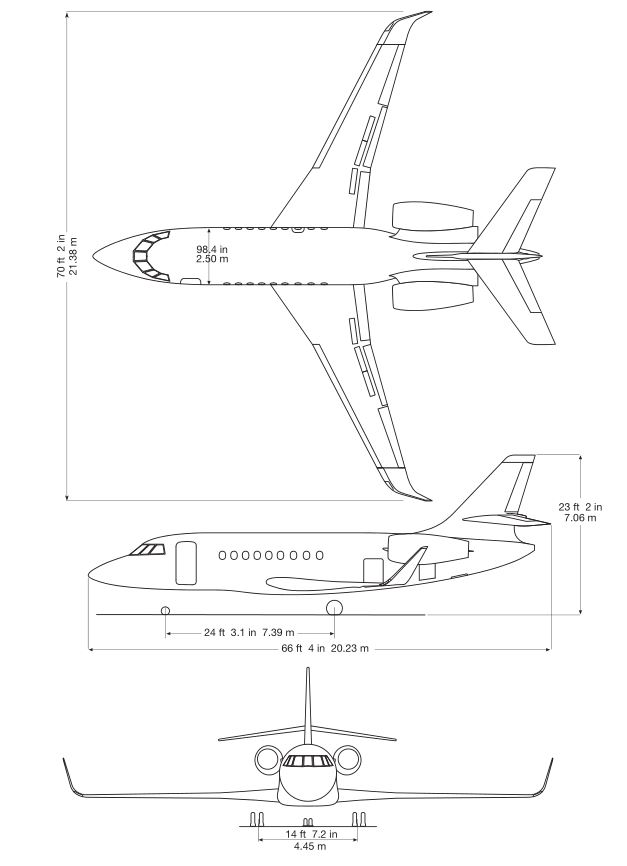 70 ft 2 in
21.38 m
98.4 in
2.50 m
23 ft 2 in
7.06 m
24 ft 3.1 in 7.39 m
66 ft 4 in 20.23 m
14 ft 7.2 in
4.45 m